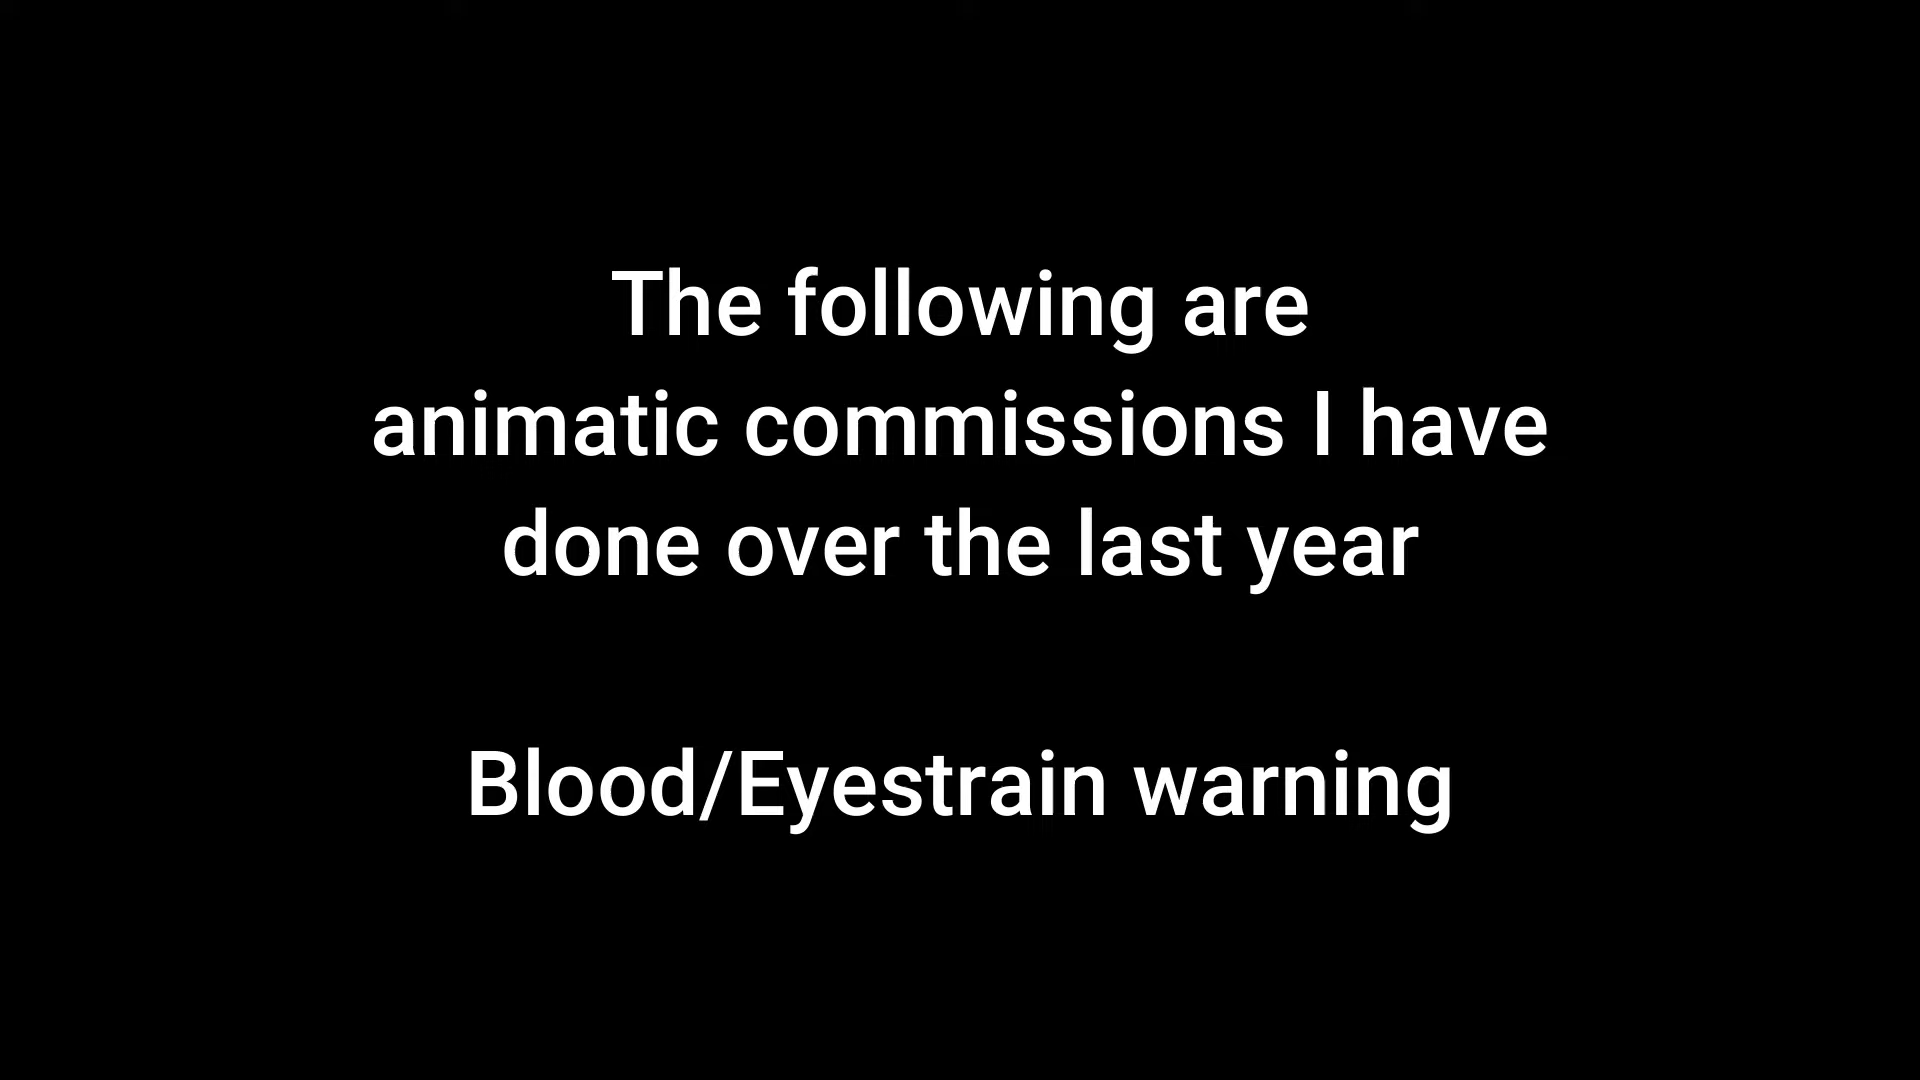 The following are
animatic commissions I have
done over the last year
Blood/Eyestrain warning